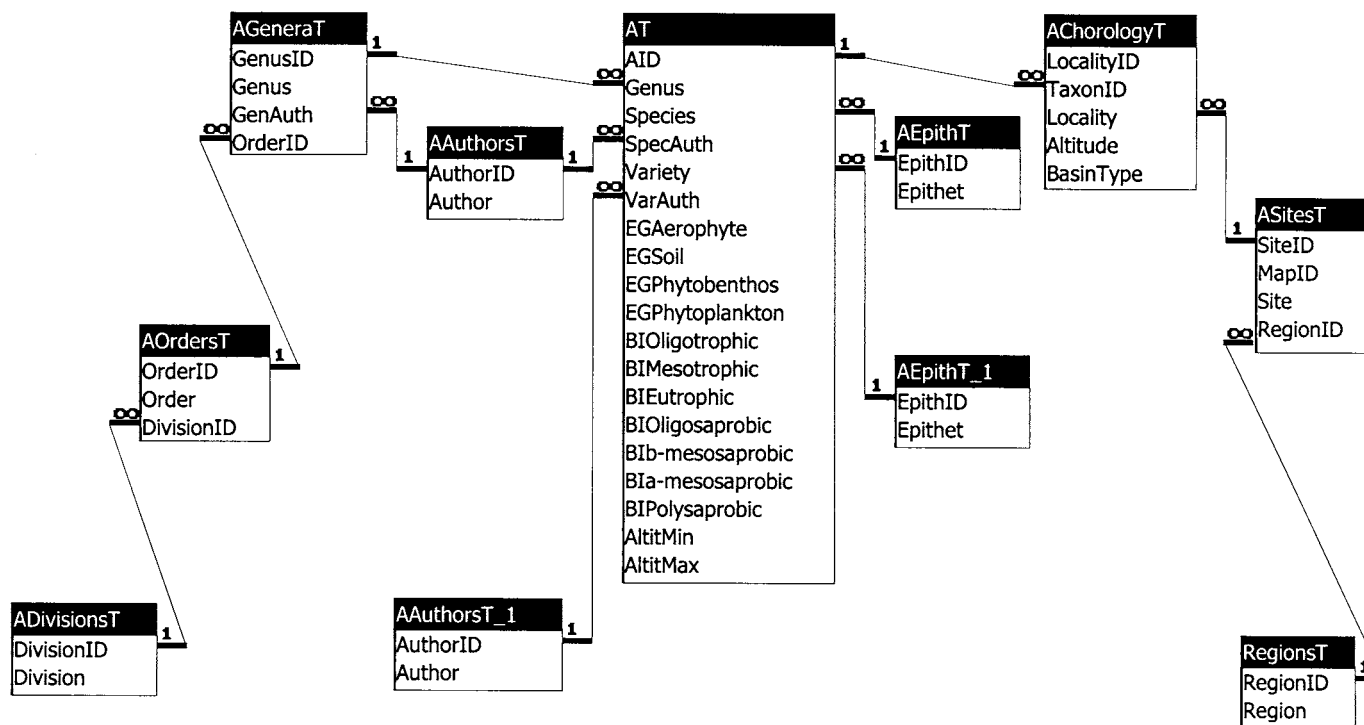 AGeneraT
GenusID
Genus
GenAuth
OrderID
1
∞
∞
AAuthorsT
AuthorID
Author
1
1
AT
AID
Genus
Species
SpecAuth
Variety
VarAuth
EGAerophyte
EGSoil
EGPhytobenthos
EGPhytoplankton
BIOligotrophic
BIMesotrophic
BIEutrophic
BIOligosaprobic
BIb-mesosaprobic
BIa-mesosaprobic
BIPolysaprobic
AltitMin
AltitMax
∞
∞
∞
1
∞
∞
AChorologyT
LocalityID
TaxonID
Locality
Altitude
BasinType
∞
∞
AEpithT
EpithID
Epithet
1
ASitesT
SiteID
MapID
Site
RegionID
1
∞
AOrdersT
OrderID
Order
DivisionID
1
∞
AEpithT_1
EpithID
Epithet
1
ADivisionsT
DivisionID
Division
1
AAuthorsT_1
AuthorID
Author
1
RegionsT
RegionID
Region
1